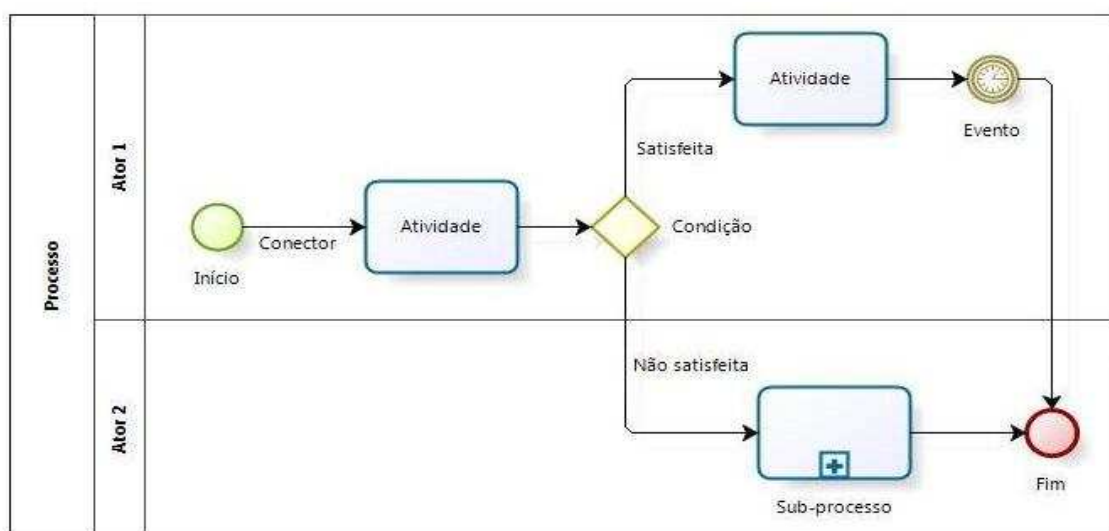 Processo
Ator 1
Início
Conector
Atividade
Condição
Satisfeita
Atividade
Evento
Ator 2
Não satisfeita
Sub-processo
Fim